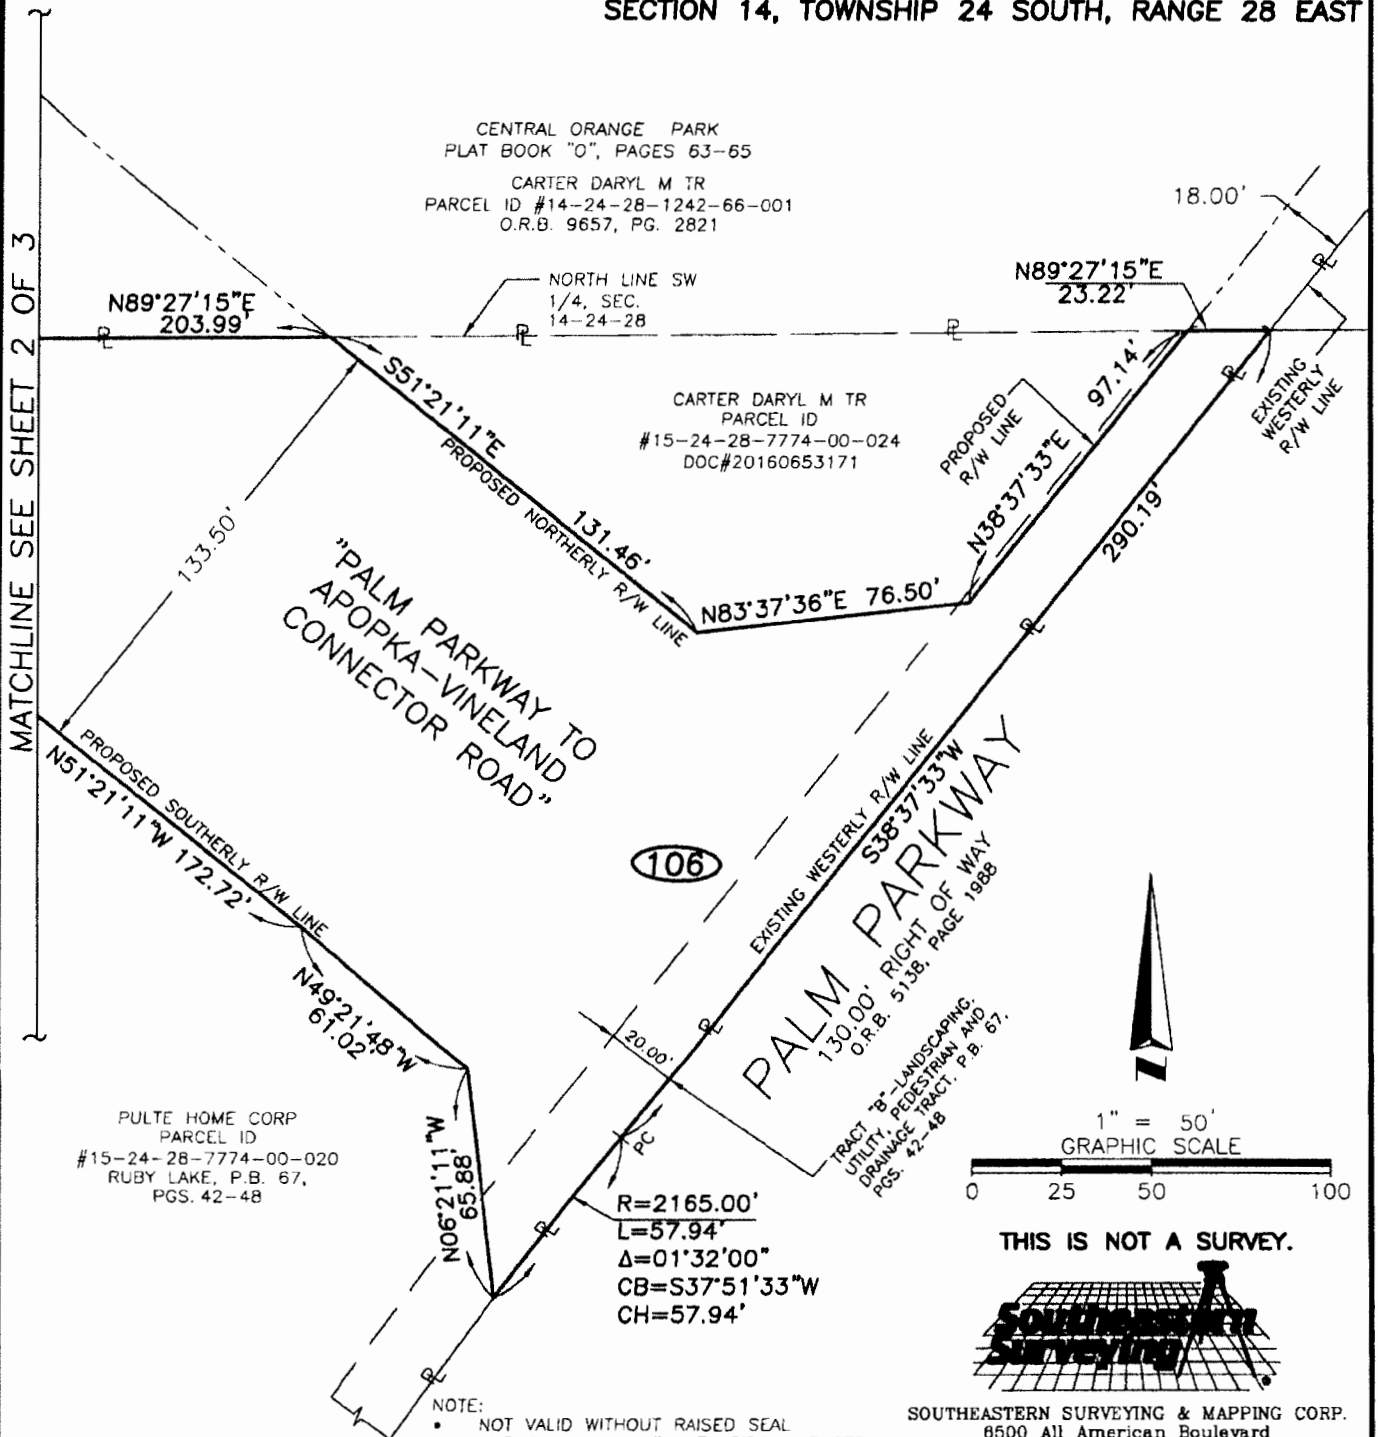 SECTION 14, TOWNSHIP 24 SOUTH, RANGE 28 EAST
MATCHLINE SEE SHEET 2 OF 3
CENTRAL ORANGE PARK
PLAT BOOK "O", PAGES 63-65
CARTER DARYL M TR
PARCEL ID #14-24-28-1242-66-001
O.R.B. 9657, PG. 2821
18.00'
N89°27'15"E
203.99'
NORTH LINE SW
1/4, SEC.
14-24-28
N89°27'15"E
23.22'
EXISTING
WESTERLY
R/W LINE
S51°21'11"E
131.46'
PROPOSED NORTHERLY R/W LINE
CARTER DARYL M TR
PARCEL ID
#15-24-28-7774-00-024
DOC#20160653171
PROPOSED
R/W LINE
97.14'
N38°37'33"E
290.19'
133.50'
N83°37'36"E 76.50'
"PALM PARKWAY TO
APOPKA-VINELAND
CONNECTOR ROAD"
PROPOSED SOUTHERLY R/W LINE
N51°21'11"W 172.72'
106
EXISTING WESTERLY R/W LINE
S38°37'33"W
PALM PARKWAY
130.00' RIGHT OF WAY
O.R.B. 5138, PAGE 1988
N49°21'48"W
61.02'
20.00'
TRACT "B"-LANDSCAPING,
UTILITY, PEDESTRIAN AND
DRAINAGE TRACT, P.B. 67,
PGS. 42-48
PC
PULTE HOME CORP
PARCEL ID
#15-24-28-7774-00-020
RUBY LAKE, P.B. 67,
PGS. 42-48
N06°21'11"W
65.88'
R=2165.00'
L=57.94'
Δ=01°32'00"
CB=S37°51'33"W
CH=57.94'
N
1" = 50'
GRAPHIC SCALE
0 25 50 100
THIS IS NOT A SURVEY.
Southeastern
Surveying
SOUTHEASTERN SURVEYING & MAPPING CORP.
6500 All American Boulevard
NOTE:
• NOT VALID WITHOUT RAISED SEAL